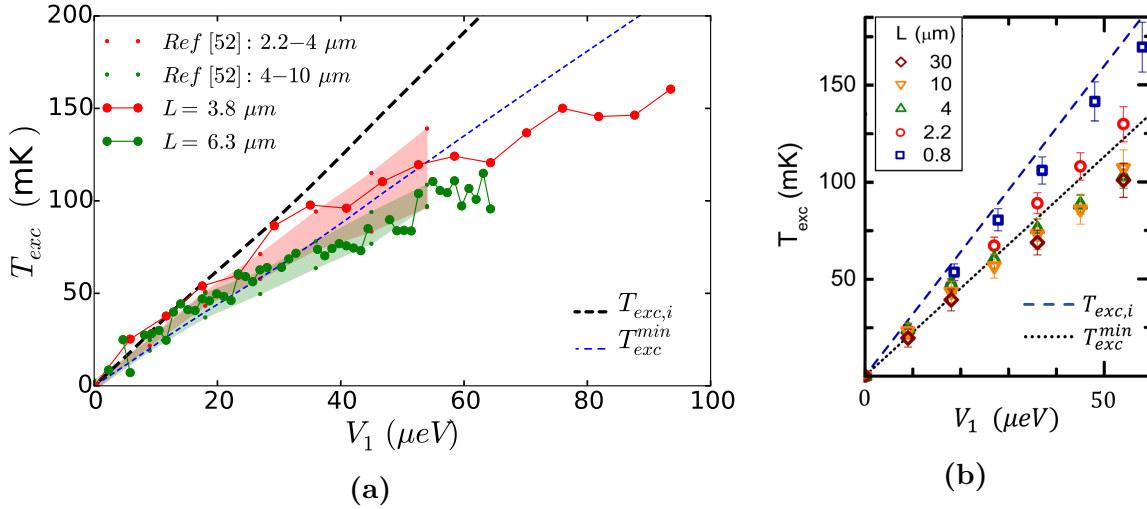 200
150
100
50
0
T_exc (mK)
Ref [52] : 2.2−4 μm
Ref [52] : 4−10 μm
L = 3.8 μm
L = 6.3 μm
T_exc,i
T_exc^min
0 20 40 60 80 100
V_1 (μeV)
(a)
150
100
50
T_exc (mK)
L (μm)
30
10
4
2.2
0.8
T_exc,i
T_exc^min
0 50
V_1 (μeV)
(b)